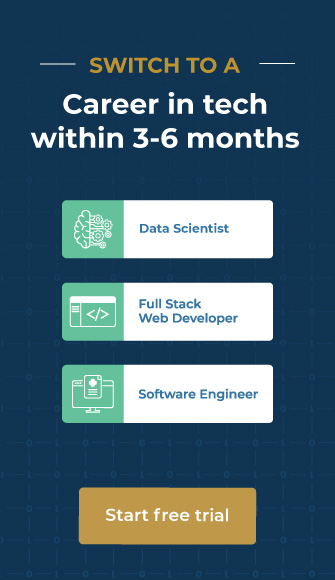 SWITCH TO A
Career in tech
within 3-6 months
Data Scientist
Full Stack
Web Developer
Software Engineer
Start free trial